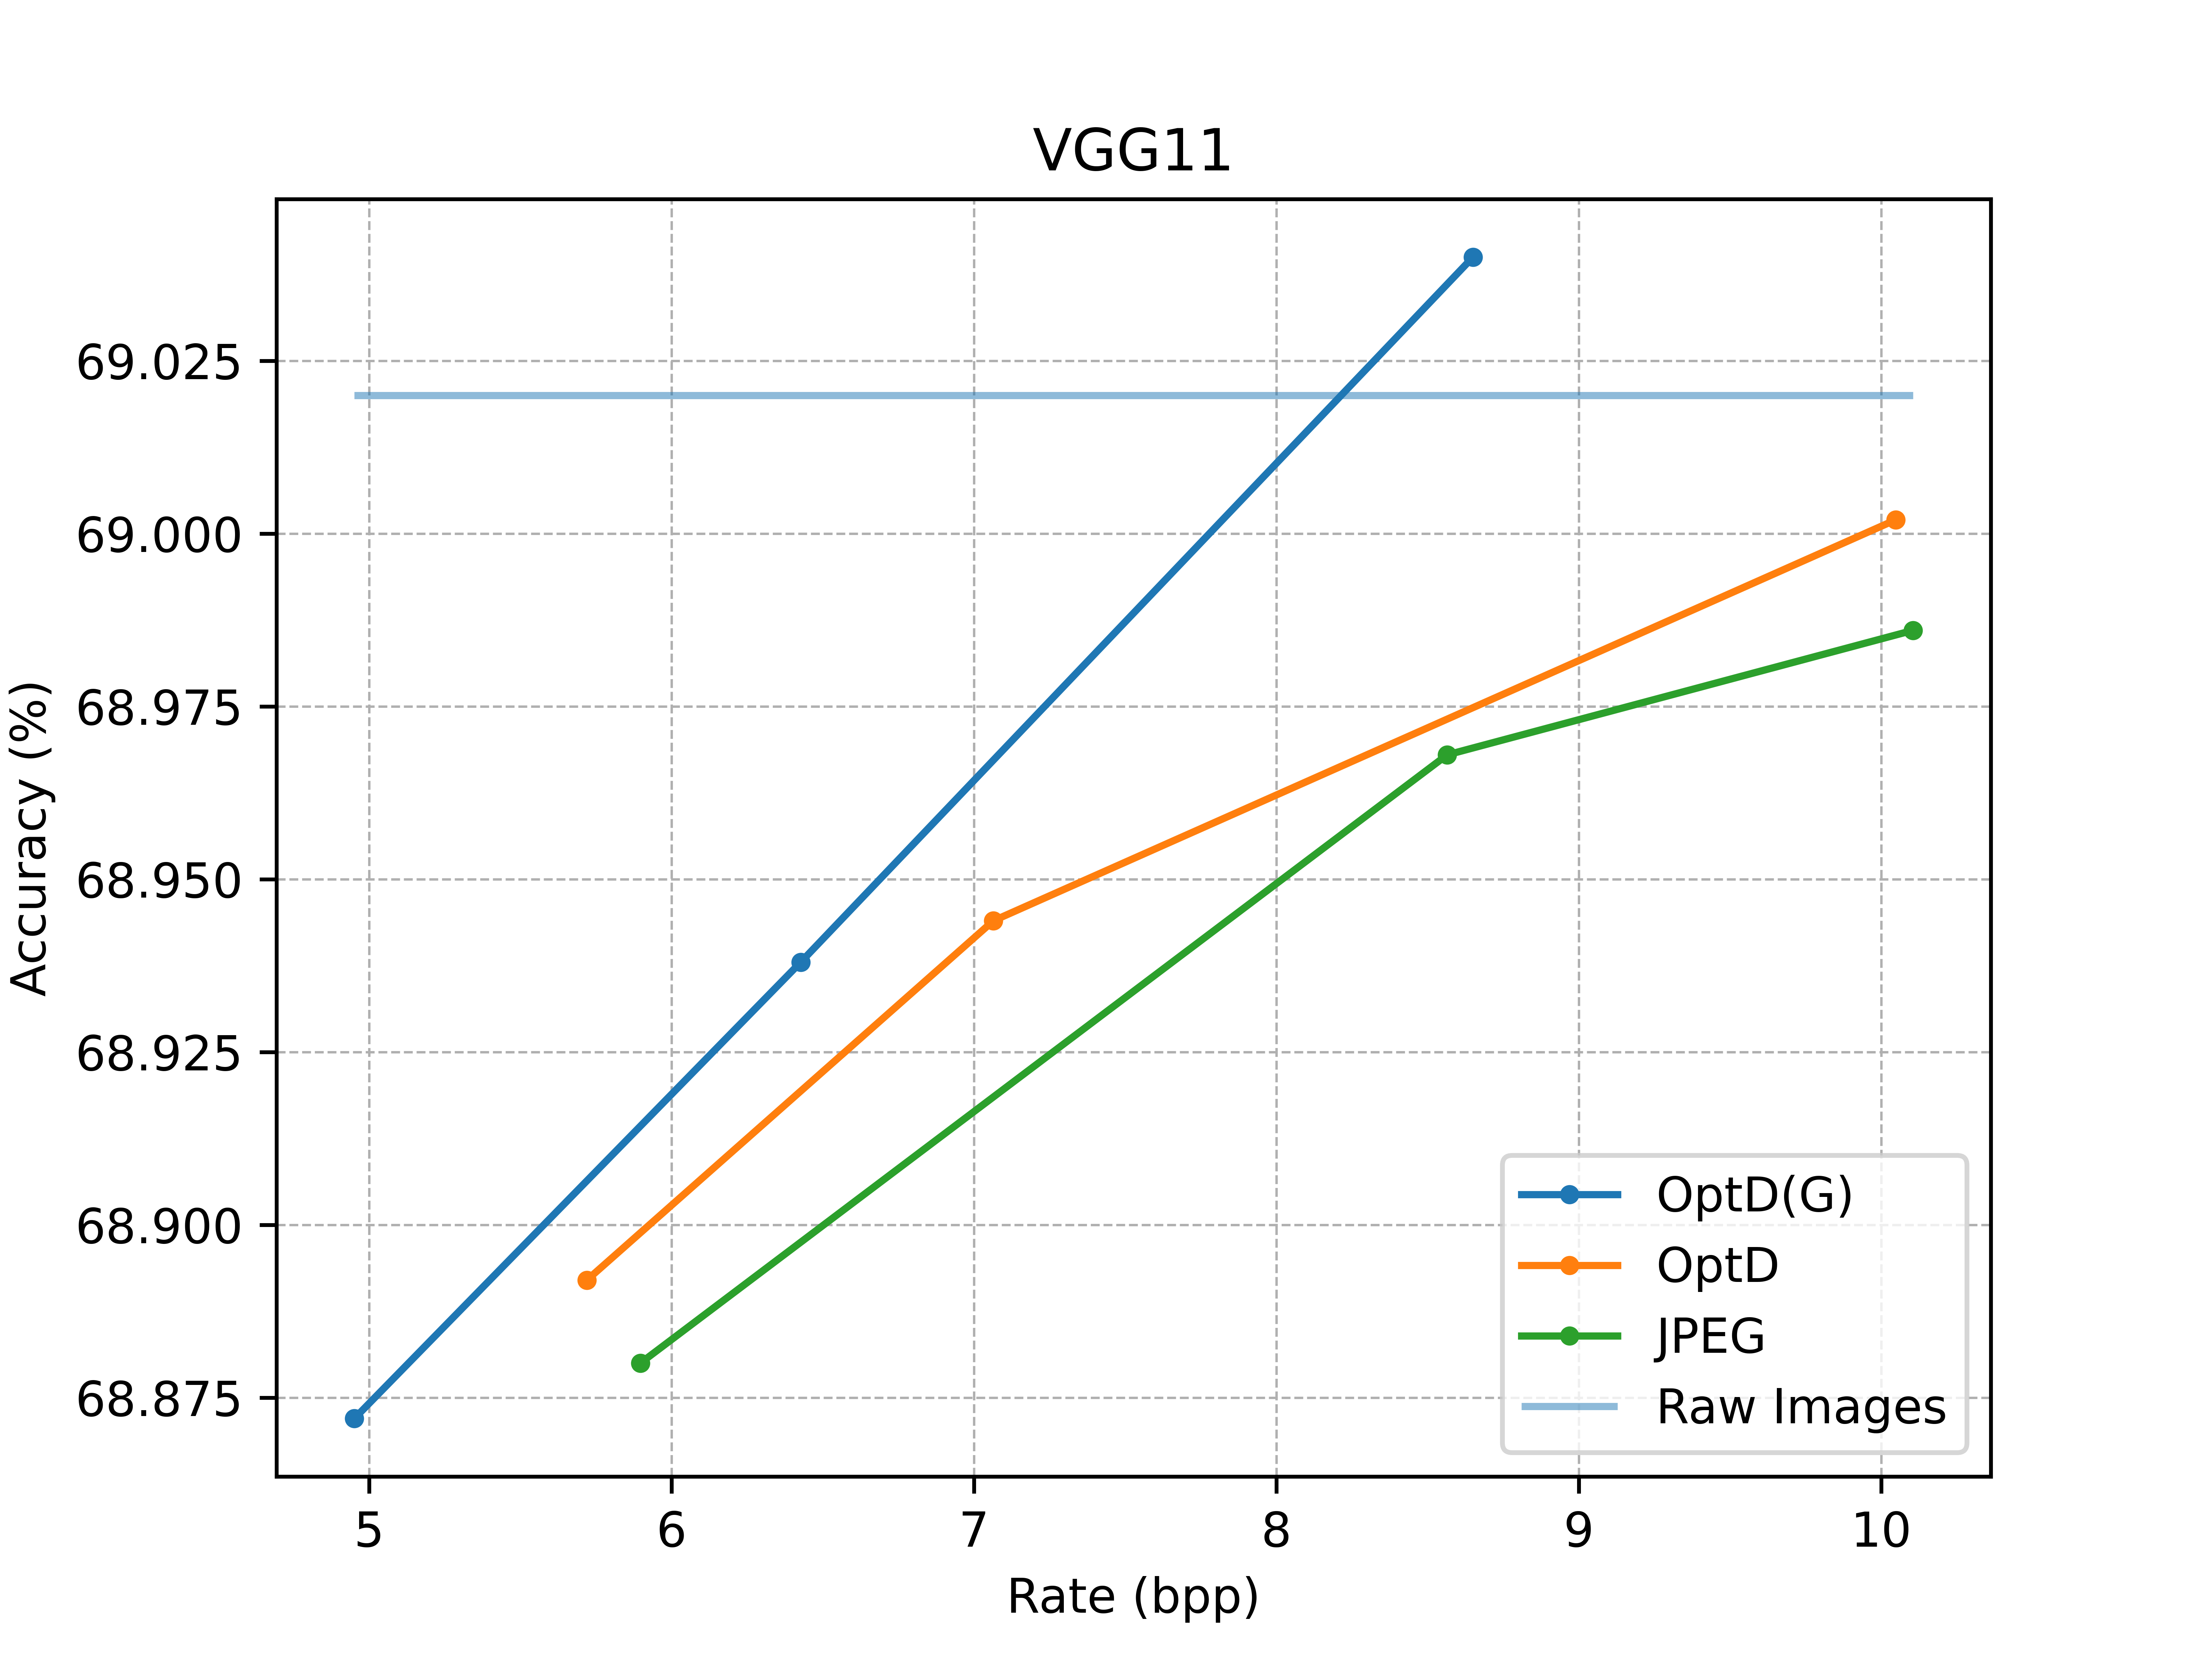 VGG11
Accuracy (%)
69.025
69.000
68.975
68.950
68.925
68.900
68.875
5 6 7 8 9 10
Rate (bpp)
OptD(G)
OptD
JPEG
Raw Images